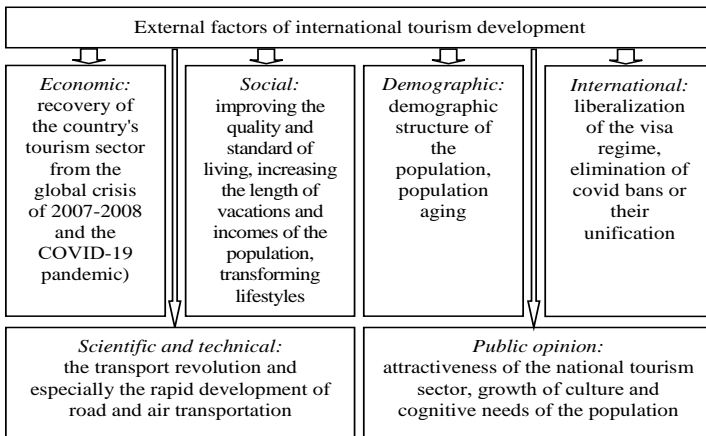 External factors of international tourism development
Economic:
recovery of
the country's
tourism sector
from the
global crisis
of 2007-2008
and the
COVID-19
pandemic)
Social:
improving the
quality and
standard of
living, increasing
the length of
vacations and
incomes of the
population,
transforming
lifestyles
Demographic:
demographic
structure of
the
population,
population
aging
International:
liberalization
of the visa
regime,
elimination of
covid bans or
their
unification
Scientific and technical:
the transport revolution and
especially the rapid development of
road and air transportation
Public opinion:
attractiveness of the national tourism
sector, growth of culture and
cognitive needs of the population